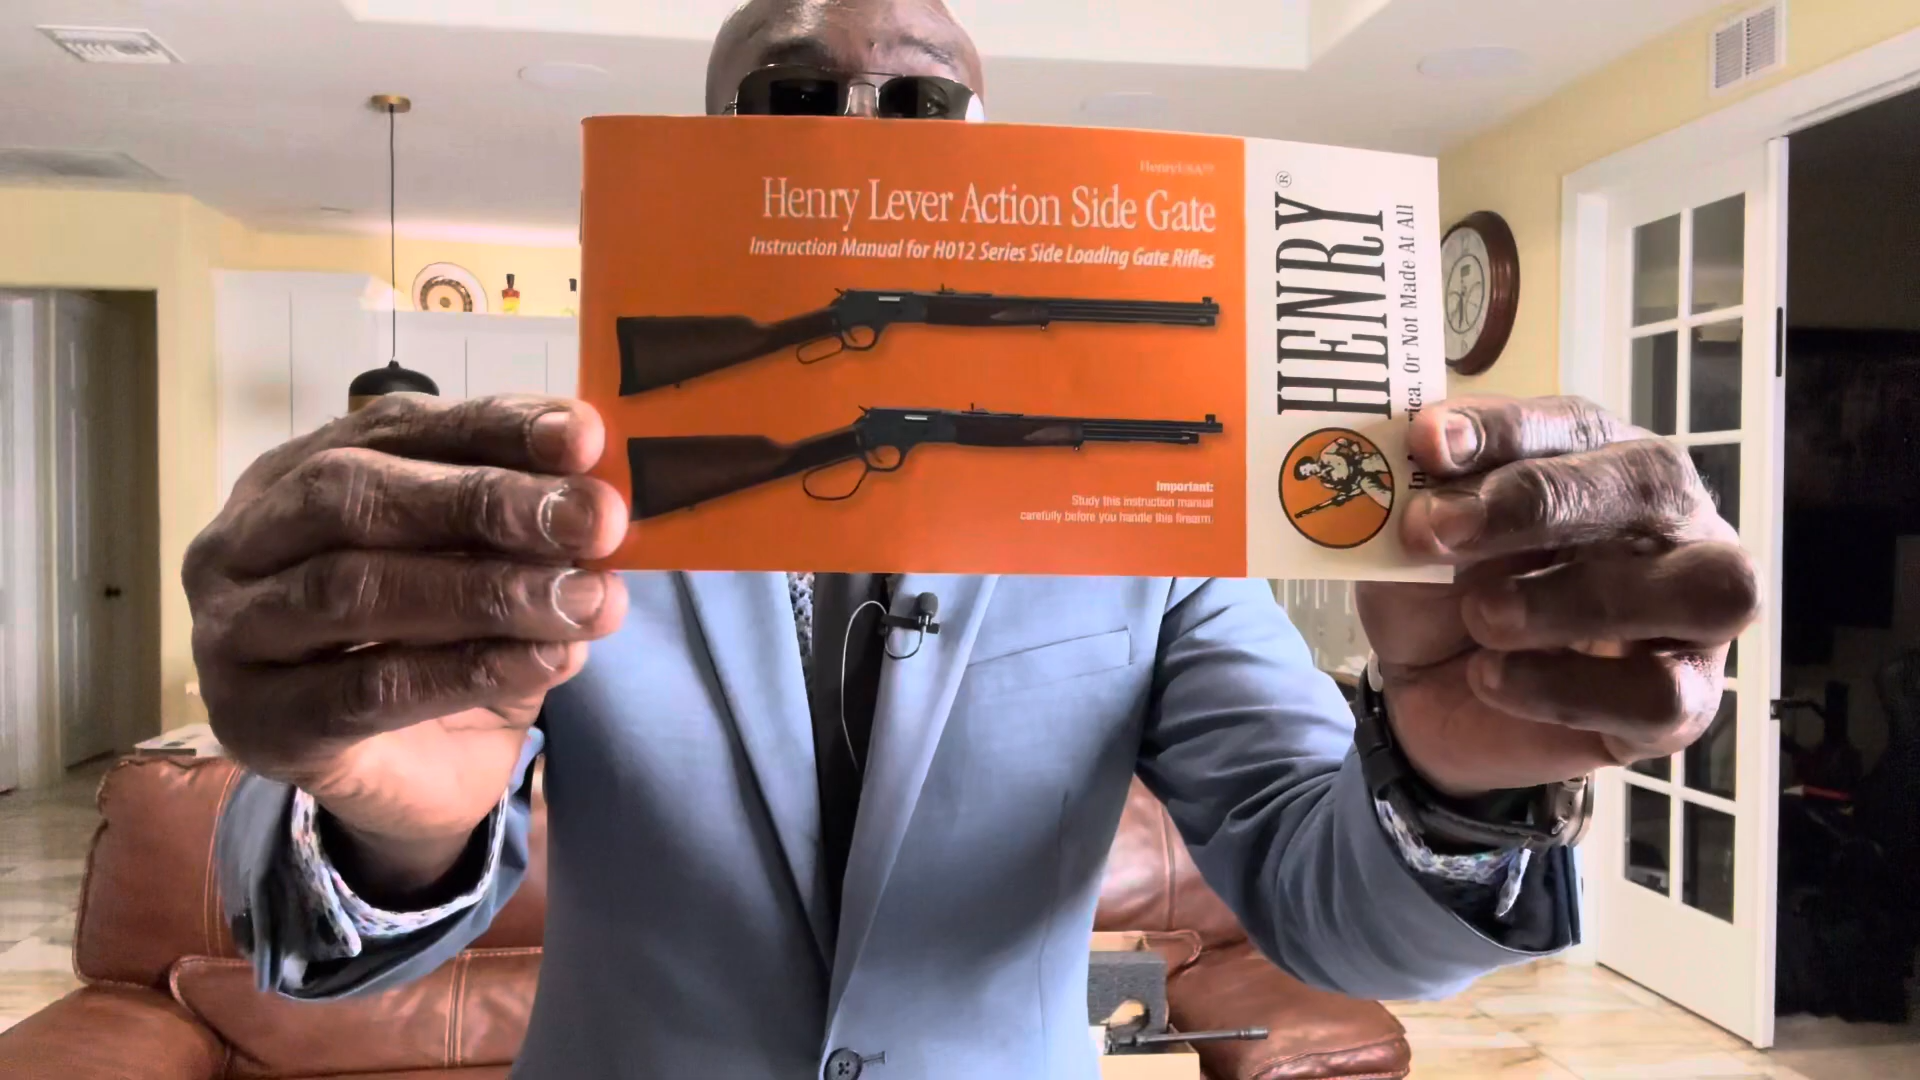 HenryUSA
Henry Lever Action Side Gate
Instruction Manual for H012 Series Side Loading Gate Rifles
Important:
Study this instruction manual
carefully before you handle this firearm.
HENRY®
Or Not Made At All